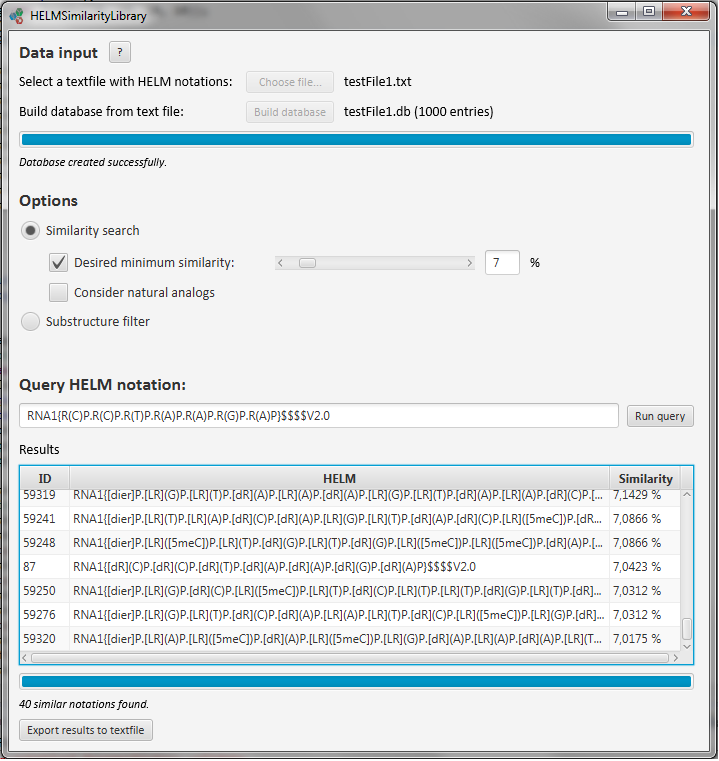 HELMSimilarityLibrary
Data input ?
Select a textfile with HELM notations: Choose file... testFile1.txt
Build database from text file: Build database testFile1.db (1000 entries)
Database created successfully.
Options
Similarity search
Desired minimum similarity: 7 %
Consider natural analogs
Substructure filter
Query HELM notation:
RNA1{R(C)P.R(C)P.R(T)P.R(A)P.R(A)P.R(G)P.R(A)P}$$$$V2.0 Run query
Results
ID HELM Similarity
59319 RNA1{[dier]P.[LR](G)P.[LR](T)P.[dR](A)P.[LR](A)P.[dR](A)P.[LR](G)P.[LR](T)P.[dR](A)P.[LR](A)P.[dR](C)P.[... 7,1429 %
59241 RNA1{[dier]P.[LR](T)P.[LR](A)P.[dR](C)P.[dR](A)P.[LR](G)P.[LR](T)P.[dR](A)P.[dR](C)P.[LR]([5meC])P.[dR... 7,0866 %
59248 RNA1{[dier]P.[LR]([5meC])P.[LR](T)P.[dR](G)P.[LR](T)P.[dR](G)P.[LR]([5meC])P.[LR]([5meC])P.[dR](A)P.[... 7,0866 %
87 RNA1{[dR](C)P.[dR](C)P.[dR](T)P.[dR](A)P.[dR](A)P.[dR](G)P.[dR](A)P}$$$$V2.0 7,0423 %
59250 RNA1{[dier]P.[LR](G)P.[dR](C)P.[LR]([5meC])P.[LR](T)P.[dR](C)P.[LR](T)P.[LR](T)P.[dR](G)P.[LR](T)P.[dR]... 7,0312 %
59276 RNA1{[dier]P.[LR](G)P.[LR](T)P.[dR](C)P.[dR](A)P.[LR](A)P.[LR](T)P.[dR](C)P.[LR]([5meC])P.[LR](G)P.[dR]... 7,0312 %
59320 RNA1{[dier]P.[LR](A)P.[LR]([5meC])P.[dR](A)P.[LR]([5meC])P.[LR](G)P.[dR](A)P.[LR](A)P.[dR](A)P.[LR](T... 7,0175 %
40 similar notations found.
Export results to textfile